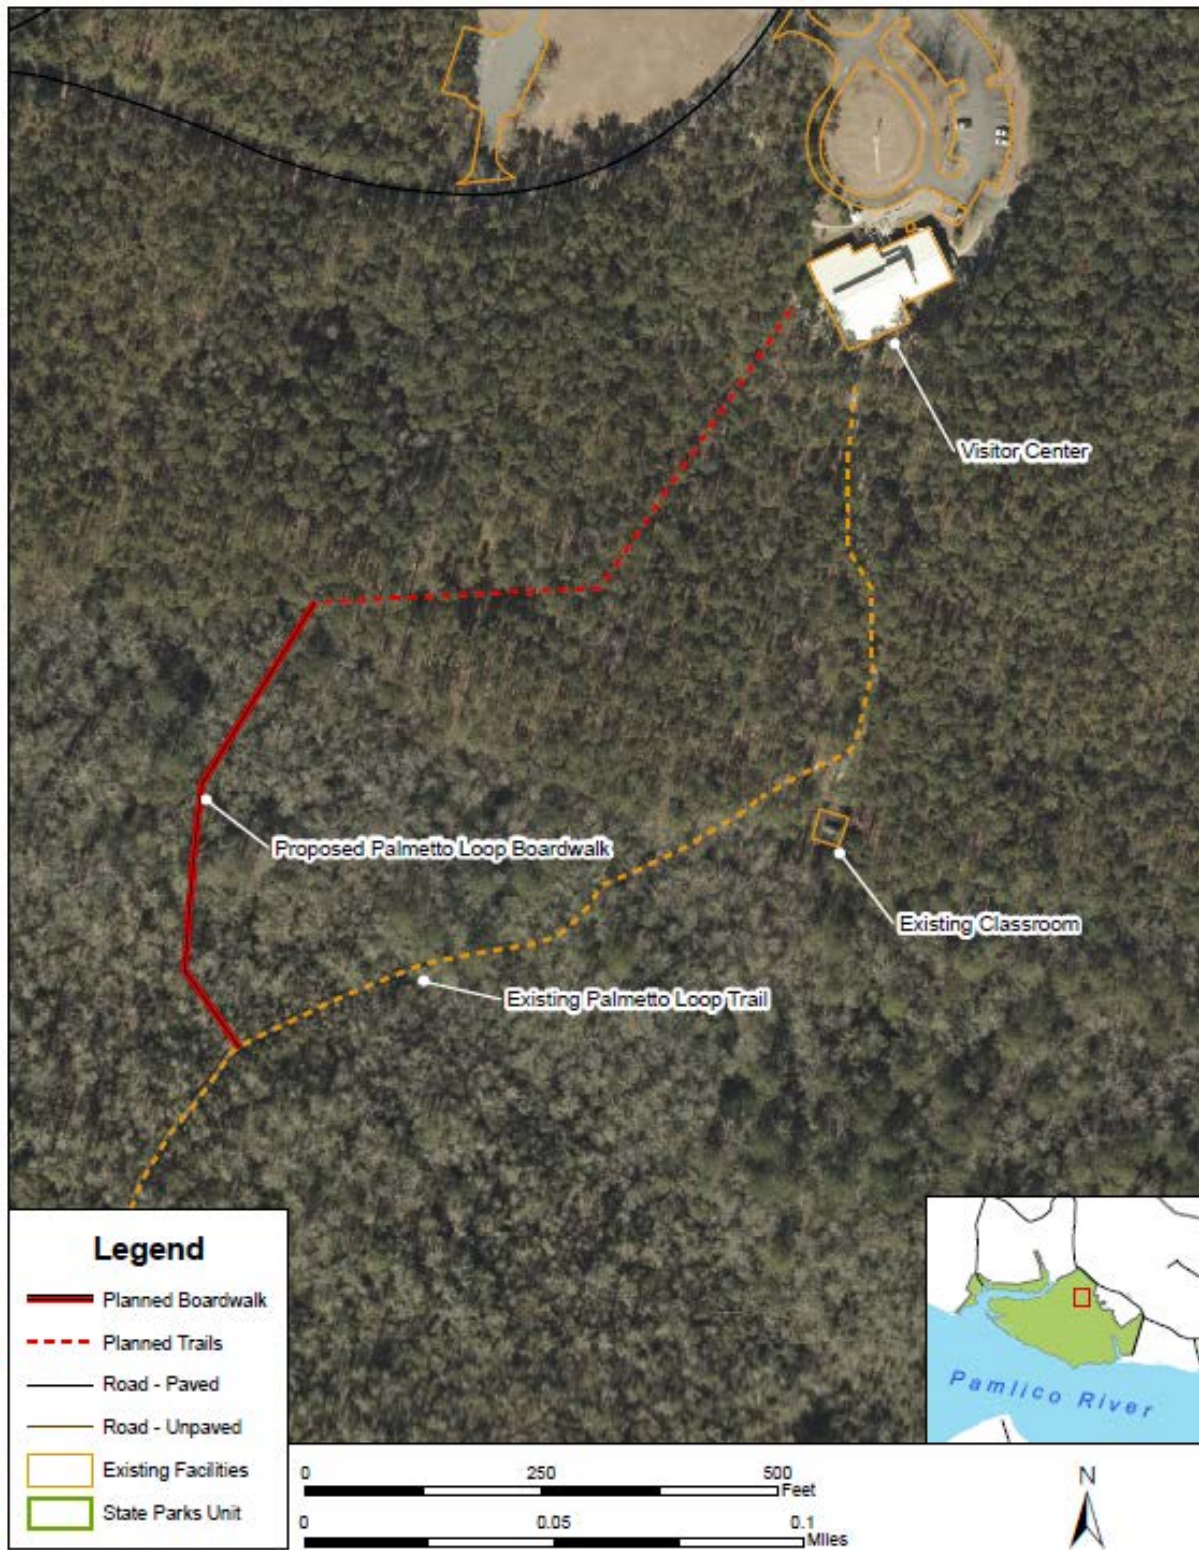 Visitor Center
Proposed Palmetto Loop Boardwalk
Existing Classroom
Existing Palmetto Loop Trail
Legend
Planned Boardwalk
Planned Trails
Road - Paved
Road - Unpaved
Existing Facilities
State Parks Unit
Pamlico River
0 250 500
Feet
0 0.05 0.1
Miles
N